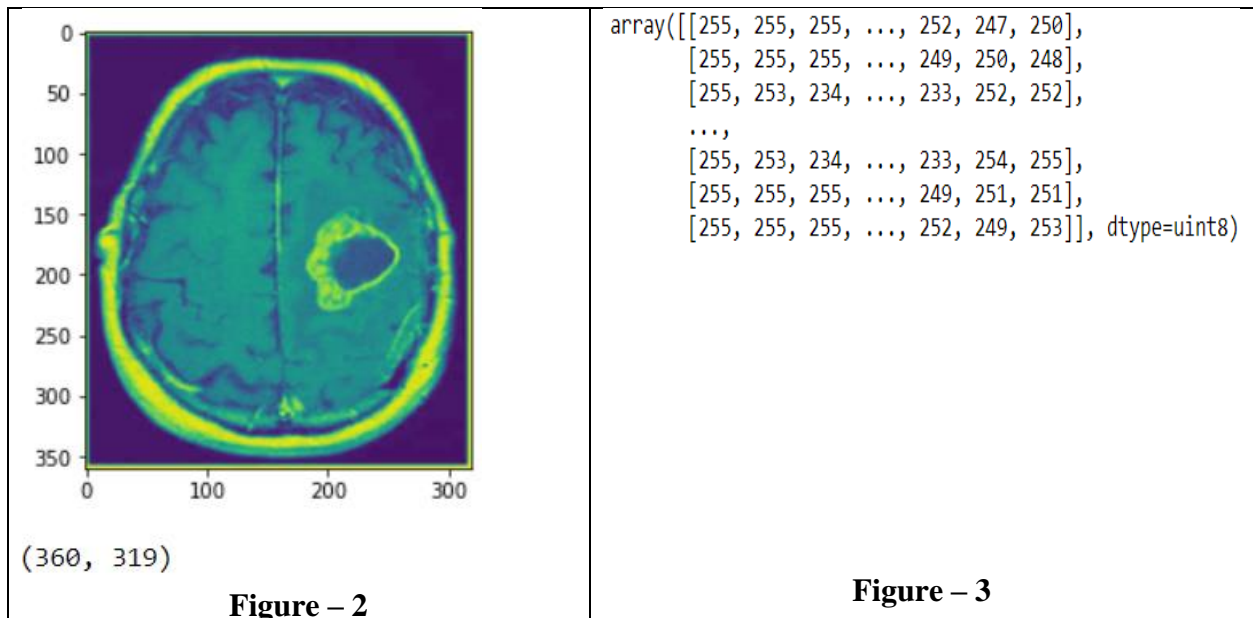 0
50
100
150
200
250
300
350
0 100 200 300
(360, 319)
Figure – 2
array([[255, 255, 255, ..., 252, 247, 250],
[255, 255, 255, ..., 249, 250, 248],
[255, 253, 234, ..., 233, 252, 252],
...,
[255, 253, 234, ..., 233, 254, 255],
[255, 255, 255, ..., 249, 251, 251],
[255, 255, 255, ..., 252, 249, 253]], dtype=uint8)
Figure – 3